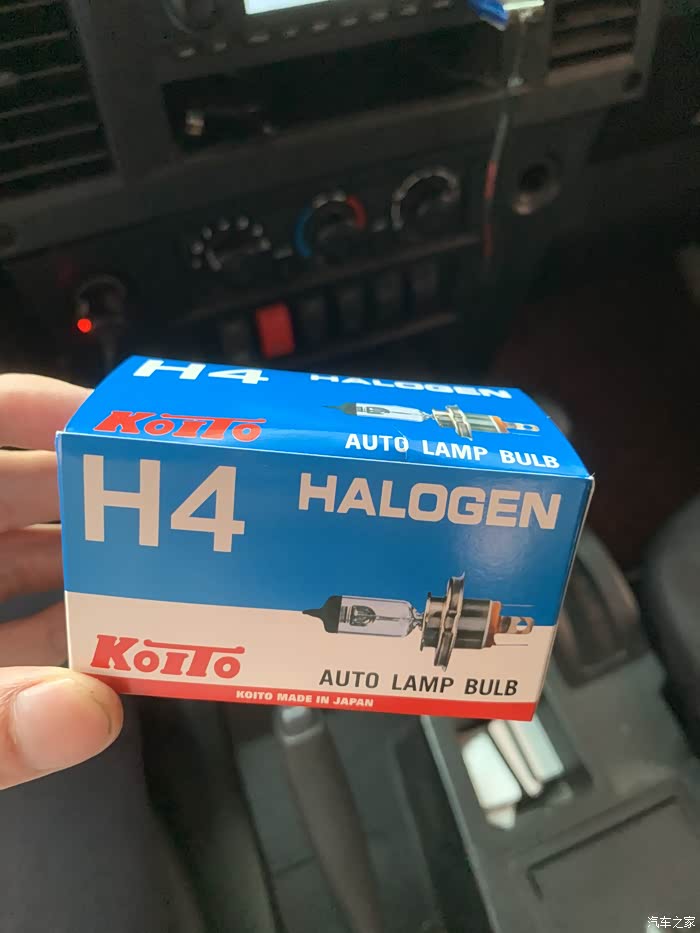 H4 HALOGEN
KOITO
AUTO LAMP BULB
H4 HALOGEN
KOITO
AUTO LAMP BULB
KOITO MADE IN JAPAN
汽车之家